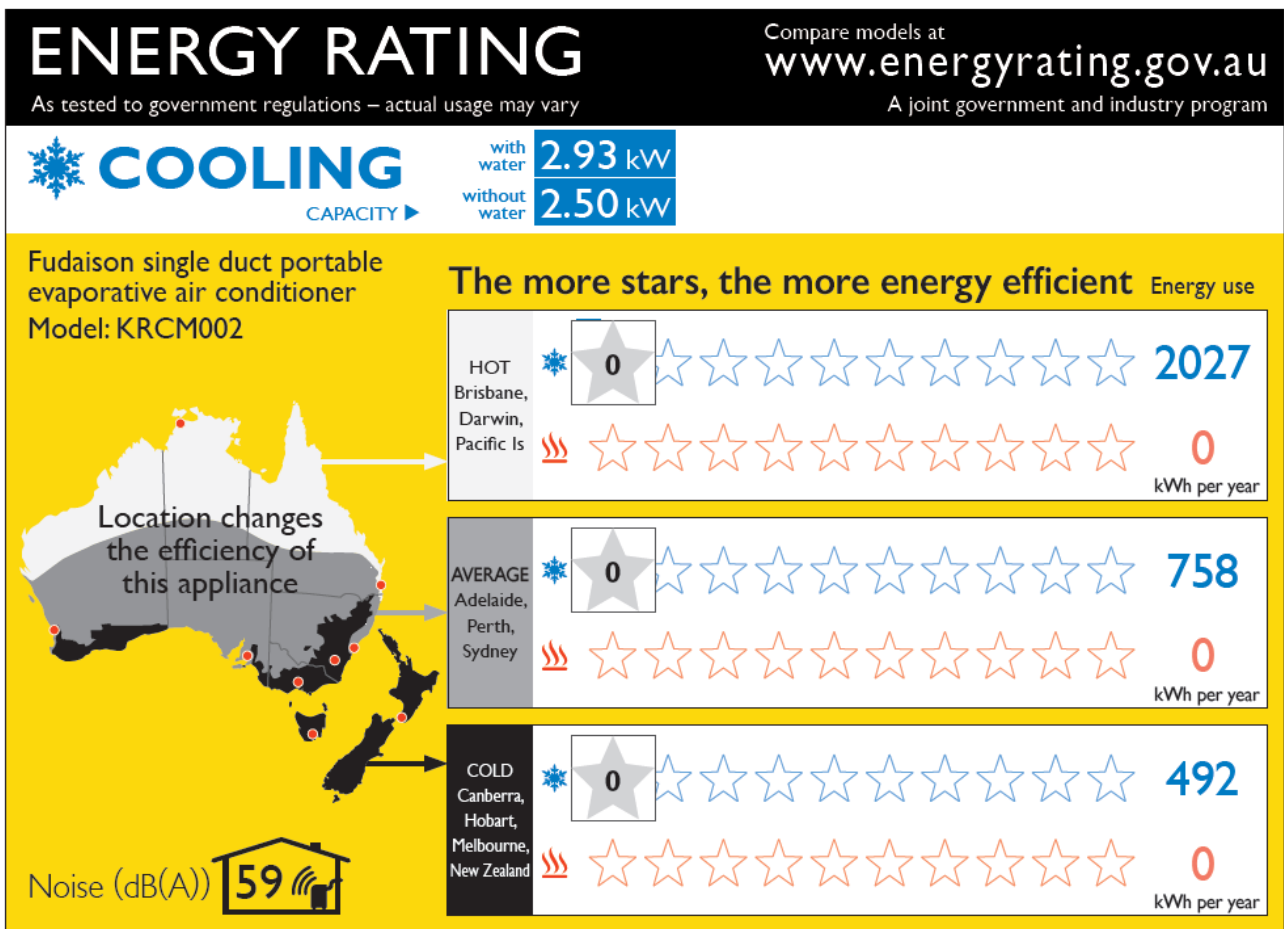 ENERGY RATING
As tested to government regulations – actual usage may vary
Compare models at
www.energyrating.gov.au
A joint government and industry program
COOLING
CAPACITY
with water 2.93 kW
without water 2.50 kW
Fudaison single duct portable
evaporative air conditioner
Model: KRCM002
Location changes
the efficiency of
this appliance
Noise (dB(A)) 59
The more stars, the more energy efficient Energy use
HOT
Brisbane,
Darwin,
Pacific Is
0
2027
0
kWh per year
AVERAGE
Adelaide,
Perth,
Sydney
0
758
0
kWh per year
COLD
Canberra,
Hobart,
Melbourne,
New Zealand
0
492
0
kWh per year